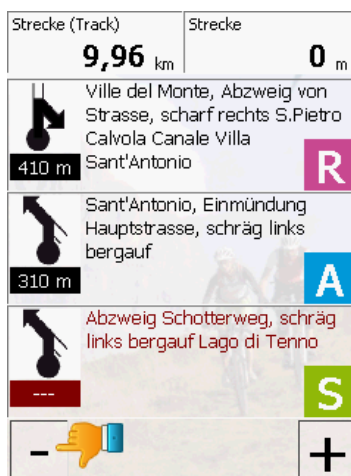 Strecke (Track)
Strecke
9,96 km
0 m
Ville del Monte, Abzweig von
Strasse, scharf rechts S.Pietro
Calvola Canale Villa
Sant'Antonio
410 m
R
Sant'Antonio, Einmündung
Hauptstrasse, schräg links
bergauf
310 m
A
Abzweig Schotterweg, schräg
links bergauf Lago di Tenno
---
S
-
+